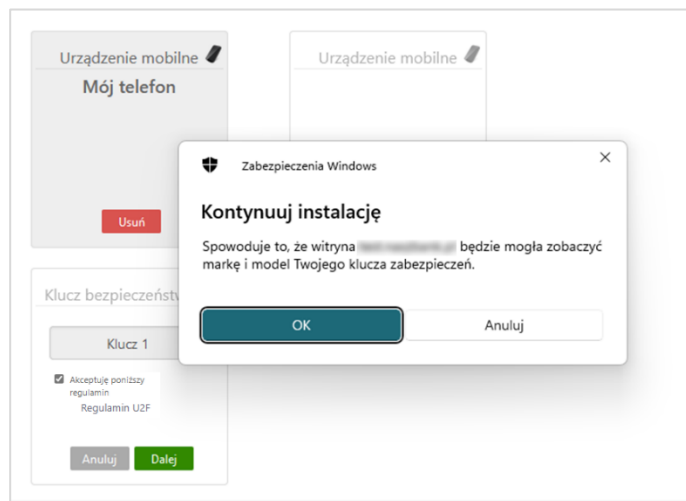 Urządzenie mobilne
Mój telefon
Usuń
Urządzenie mobilne
Zabezpieczenia Windows
Kontynuuj instalację
Spowoduje to, że witryna będzie mogła zobaczyć
markę i model Twojego klucza zabezpieczeń.
OK
Anuluj
Klucz bezpieczeńst
Klucz 1
Akceptuję poniższy
regulamin
Regulamin U2F
Anuluj
Dalej